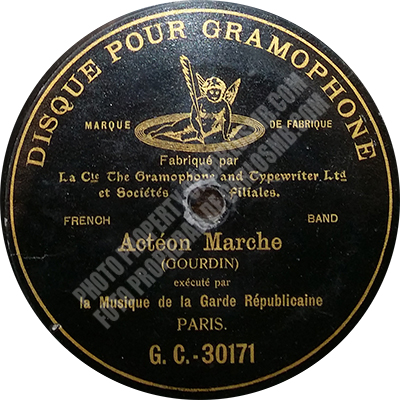 DISQUE POUR GRAMOPHONE
MARQUE DE FABRIQUE
Fabriqué par
La Cie The Gramophone and Typewriter Ltd
et Sociétés Filiales.
FRENCH BAND
Actéon Marche
(GOURDIN)
exécuté par
la Musique de la Garde Républicaine
PARIS.
G. C.-30171